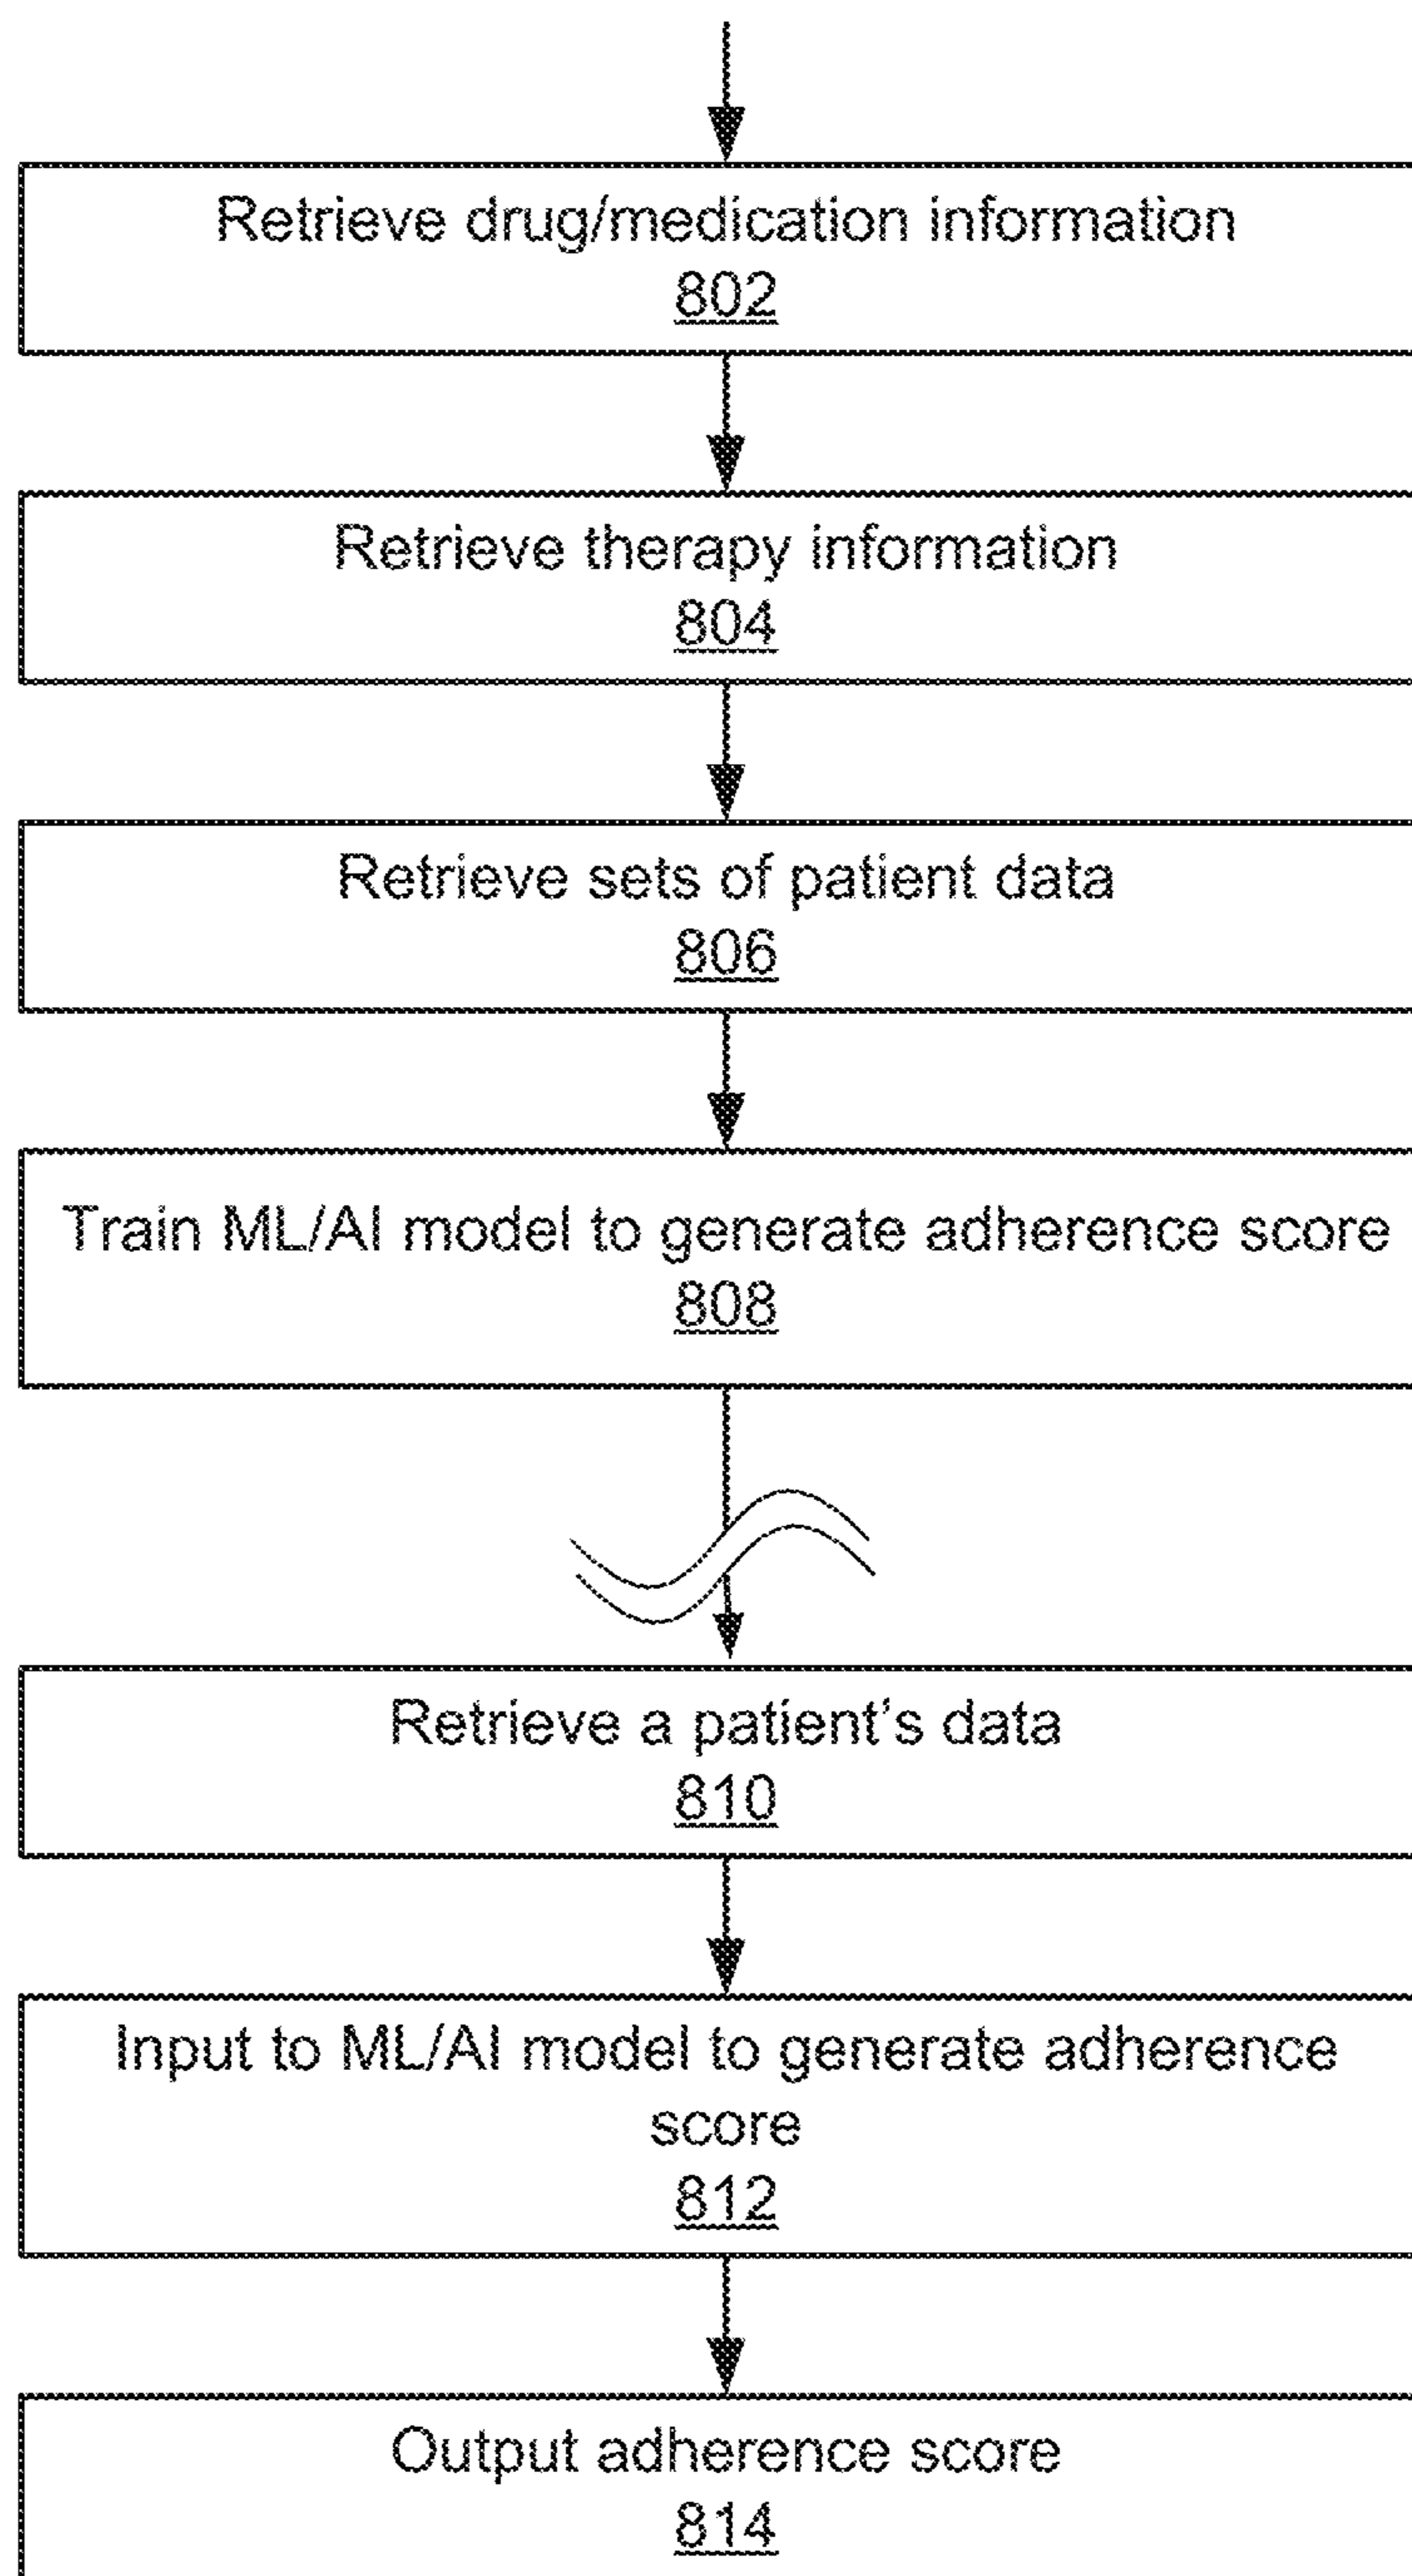 Retrieve drug/medication information
802
Retrieve therapy information
804
Retrieve sets of patient data
806
Train ML/AI model to generate adherence score
808
Retrieve a patient‘s data
810
Input to ML/AI model to generate adherence
score
812
Output adherence score
814